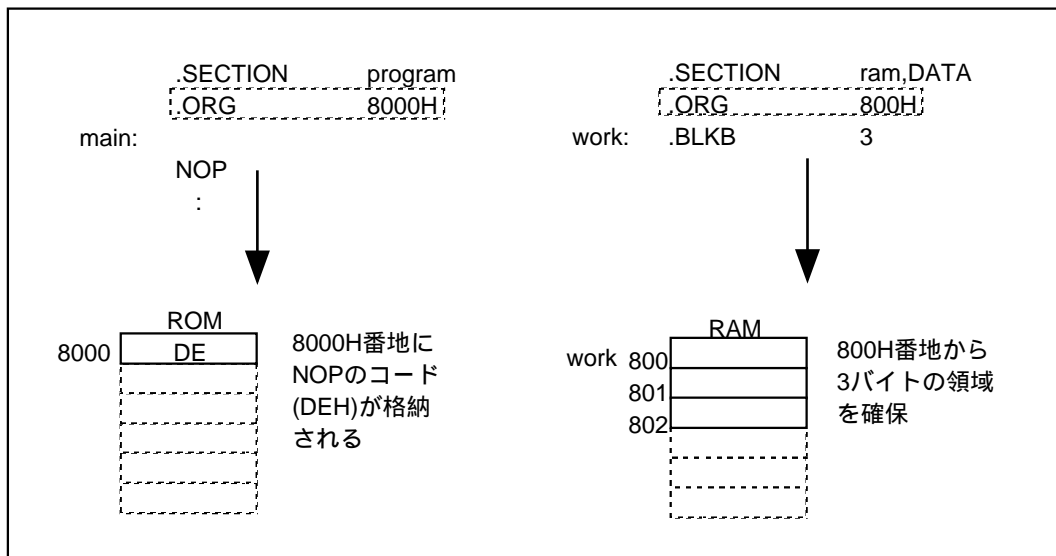 .SECTION program
.ORG 8000H
main:
NOP
:
ROM
8000 DE
8000H番地に
NOPのコード
(DEH)が格納
される
.SECTION ram,DATA
.ORG 800H
work: .BLKB 3
RAM
work 800
801
802
800H番地から
3バイトの領域
を確保